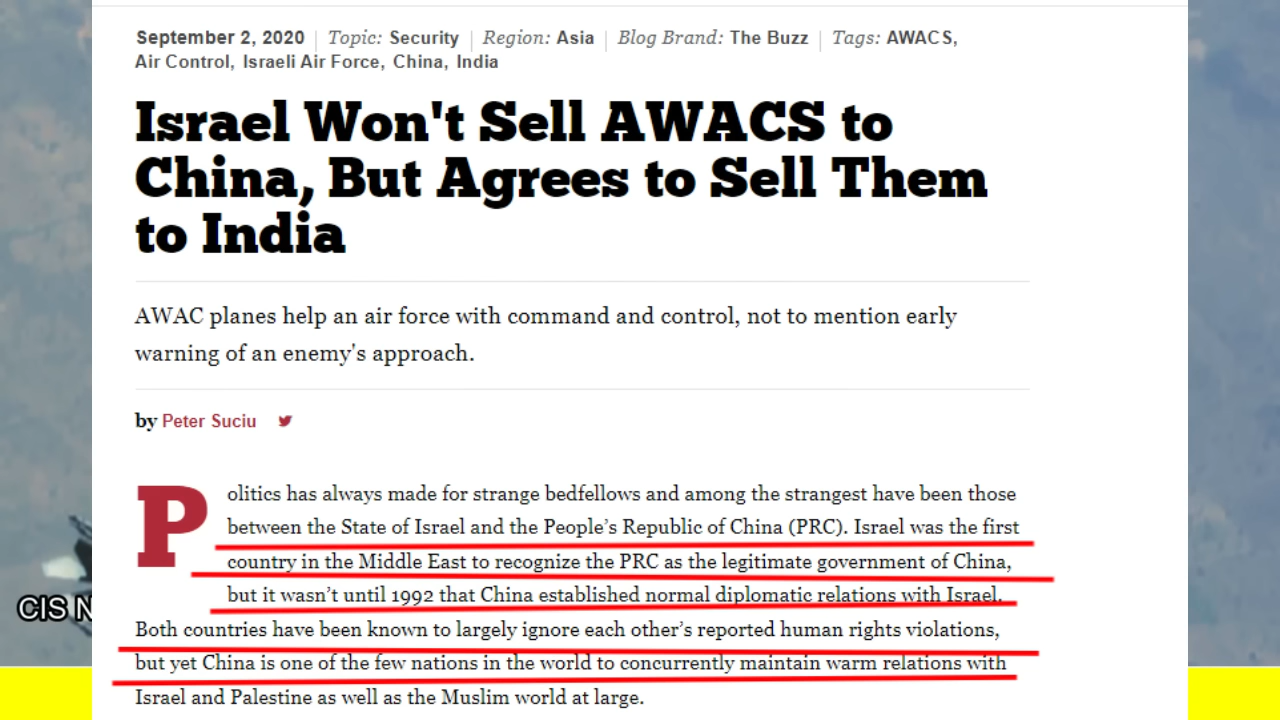 September 2, 2020 | Topic: Security | Region: Asia | Blog Brand: The Buzz | Tags: AWACS,
Air Control, Israeli Air Force, China, India
Israel Won't Sell AWACS to
China, But Agrees to Sell Them
to India
AWAC planes help an air force with command and control, not to mention early
warning of an enemy's approach.
by Peter Suciu
Politics has always made for strange bedfellows and among the strangest have been those
between the State of Israel and the People's Republic of China (PRC). Israel was the first
country in the Middle East to recognize the PRC as the legitimate government of China,
but it wasn't until 1992 that China established normal diplomatic relations with Israel.
Both countries have been known to largely ignore each other's reported human rights violations,
but yet China is one of the few nations in the world to concurrently maintain warm relations with
Israel and Palestine as well as the Muslim world at large.
CIS N